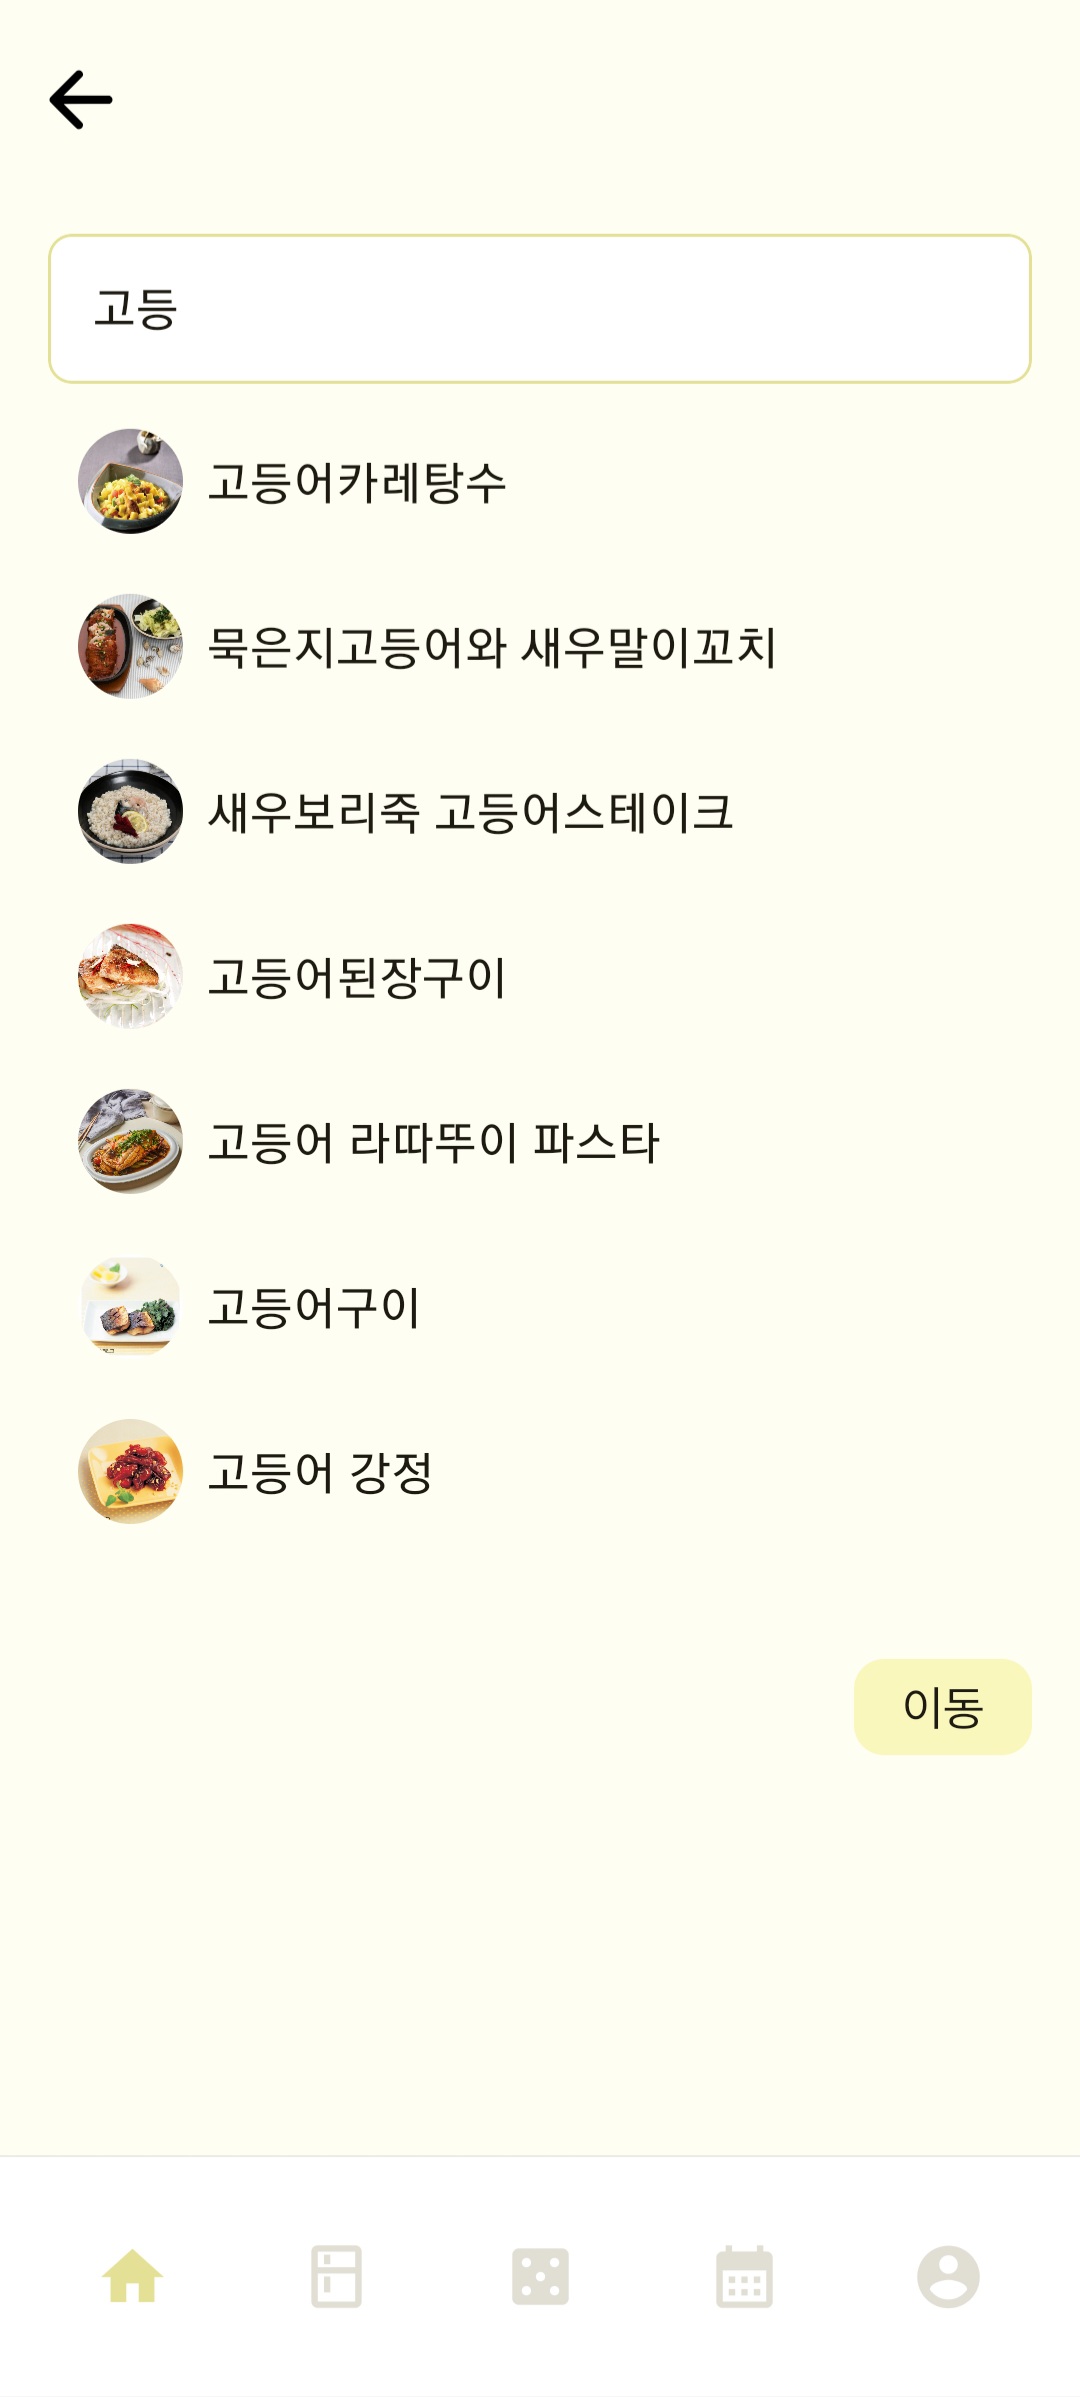 고등
고등어카레탕수
묵은지고등어와 새우말이꼬치
새우보리죽 고등어스테이크
고등어된장구이
고등어 라따뚜이 파스타
고등어구이
고등어 강정
이동